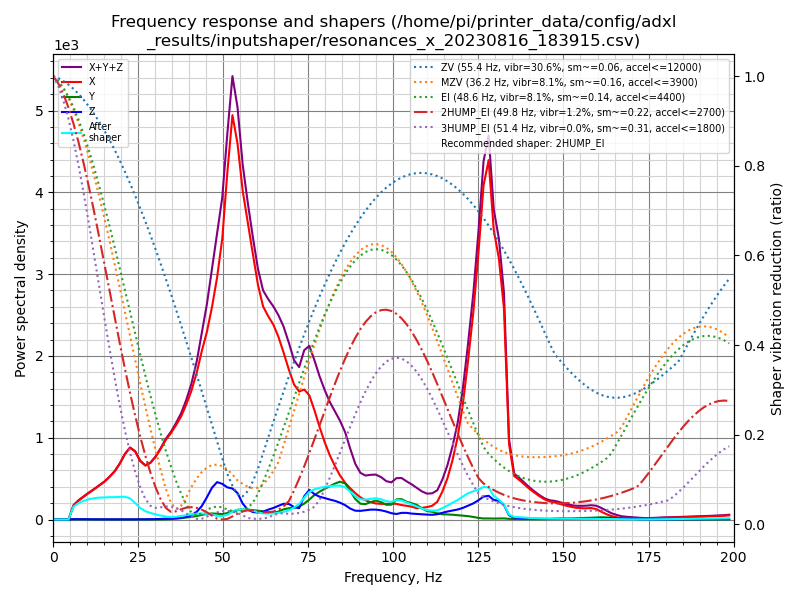 Frequency response and shapers (/home/pi/printer_data/config/adxl
_results/inputshaper/resonances_x_20230816_183915.csv)
1e3
X+Y+Z
X
Y
Z
After
shaper
ZV (55.4 Hz, vibr=30.6%, sm~=0.06, accel<=12000)
MZV (36.2 Hz, vibr=8.1%, sm~=0.16, accel<=3900)
EI (48.6 Hz, vibr=8.1%, sm~=0.14, accel<=4400)
2HUMP_EI (49.8 Hz, vibr=1.2%, sm~=0.22, accel<=2700)
3HUMP_EI (51.4 Hz, vibr=0.0%, sm~=0.31, accel<=1800)
Recommended shaper: 2HUMP_EI
Power spectral density
5
4
3
2
1
0
1.0
0.8
0.6
0.4
0.2
0.0
Shaper vibration reduction (ratio)
0 25 50 75 100 125 150 175 200
Frequency, Hz